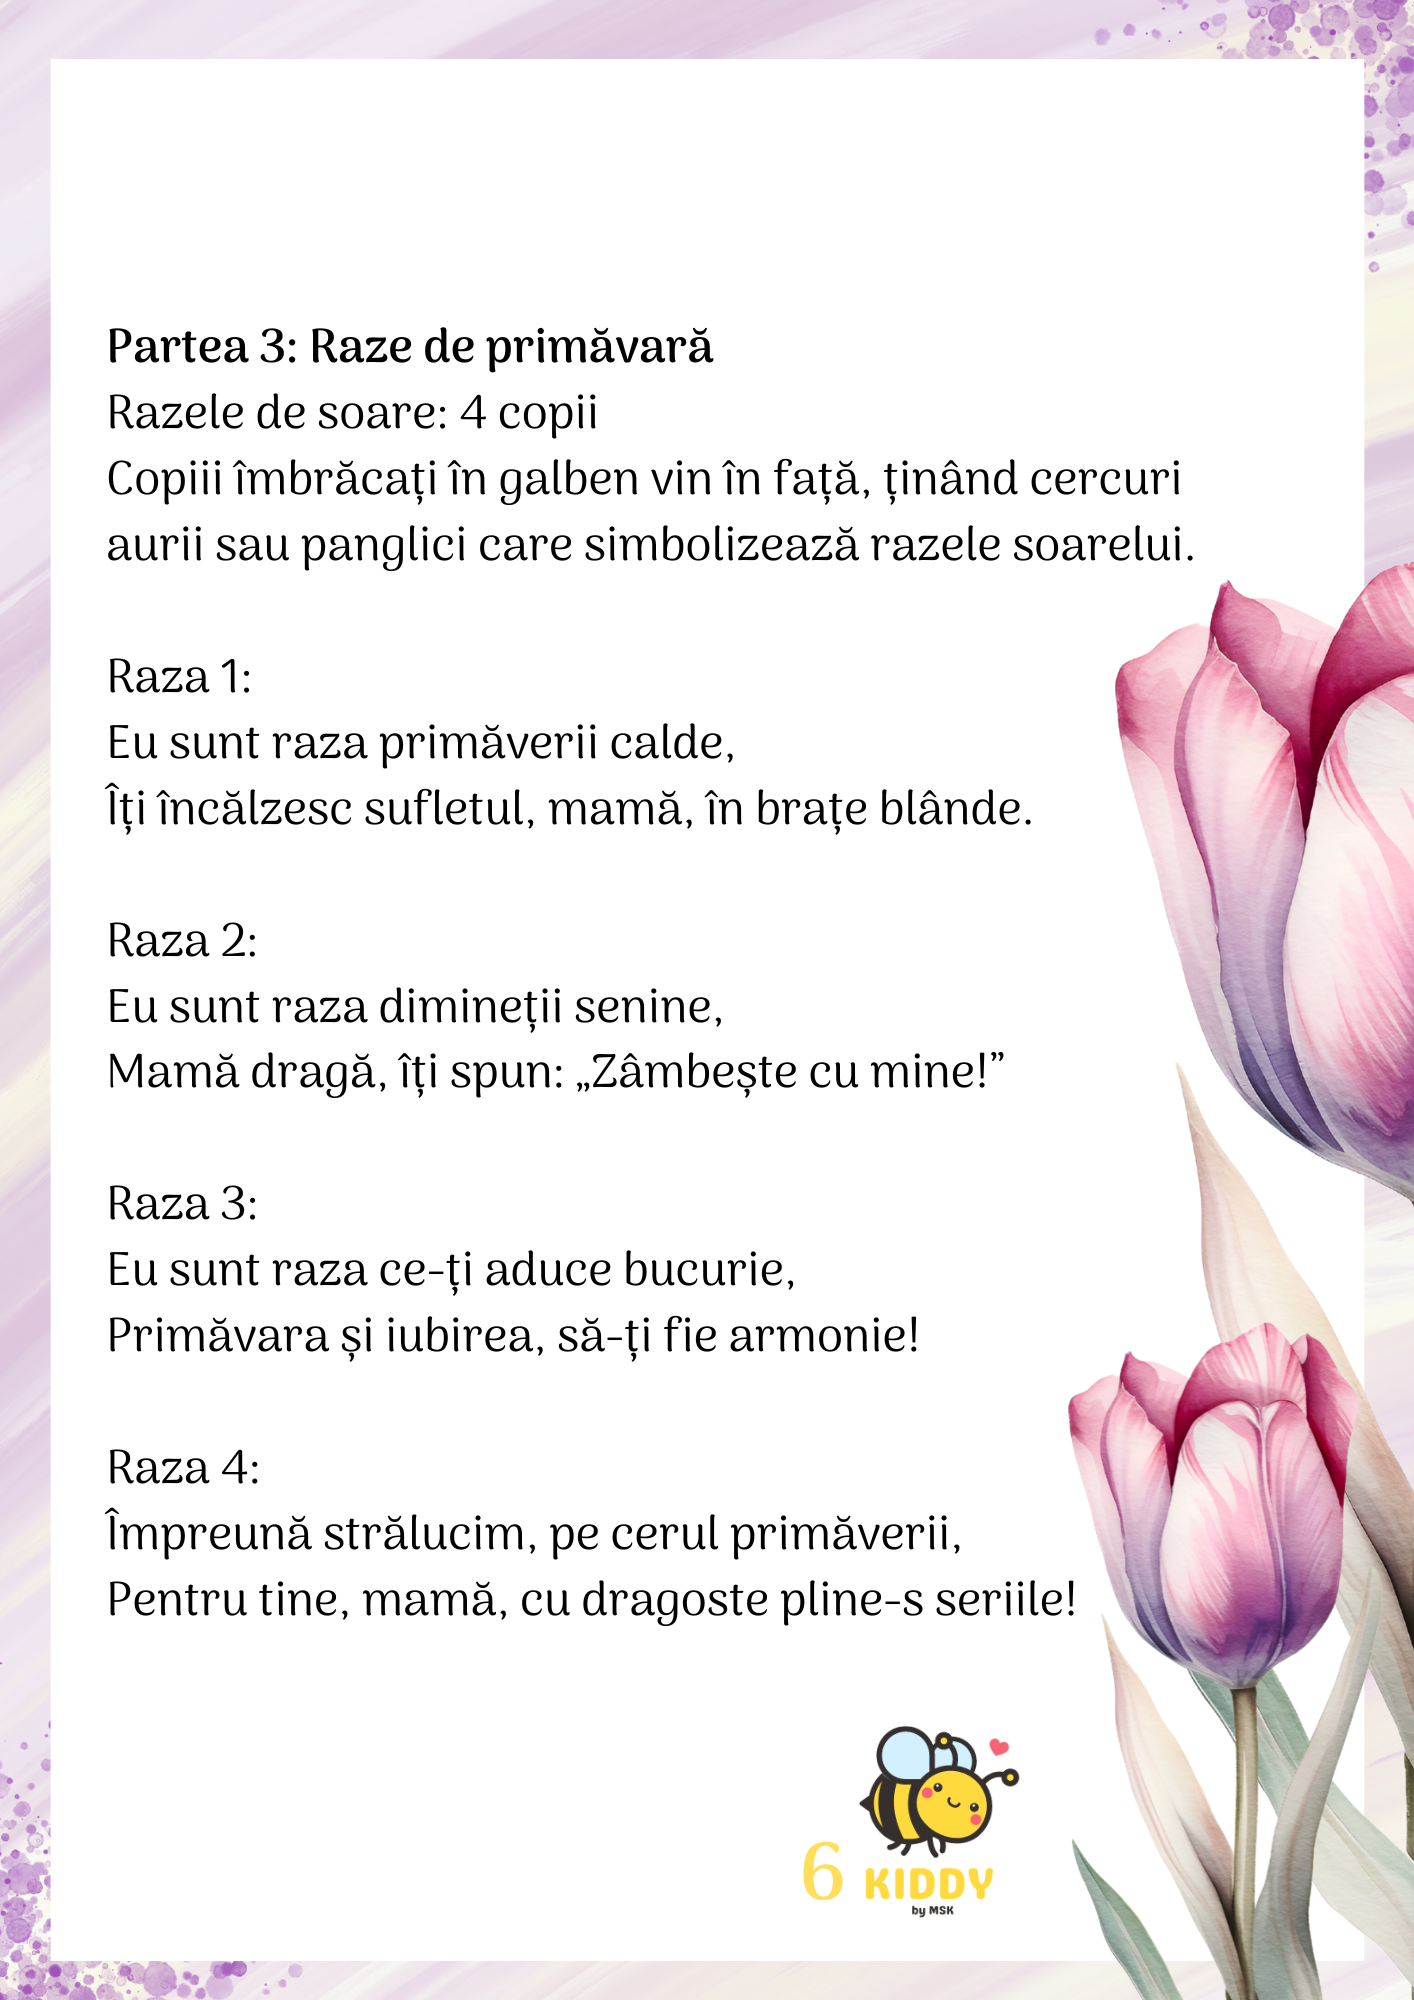 Partea 3: Raze de primăvară
Razele de soare: 4 copii
Copiii îmbrăcați în galben vin în față, ținând cercuri
aurii sau panglici care simbolizează razele soarelui.
Raza 1:
Eu sunt raza primăverii calde,
Îți încălzesc sufletul, mamă, în brațe blânde.
Raza 2:
Eu sunt raza dimineții senine,
Mamă dragă, îți spun: „Zâmbește cu mine!”
Raza 3:
Eu sunt raza ce-ți aduce bucurie,
Primăvara și iubirea, să-ți fie armonie!
Raza 4:
Împreună strălucim, pe cerul primăverii,
Pentru tine, mamă, cu dragoste pline-s seriile!
6 KIDDY
by MSK